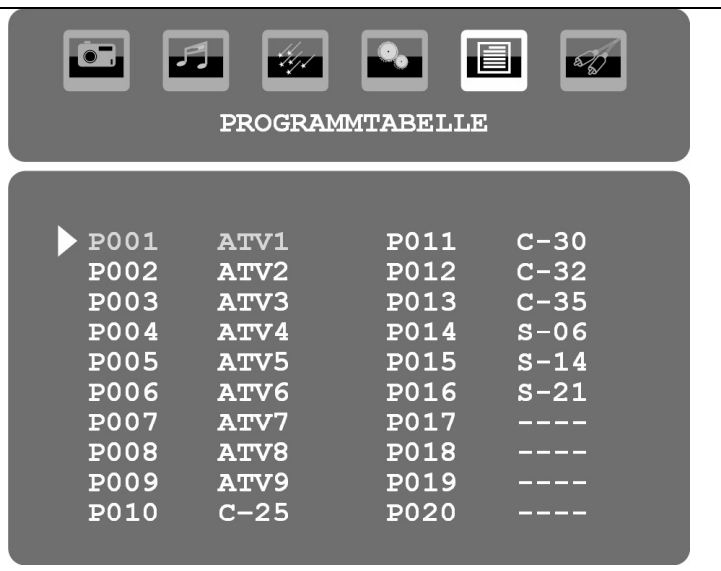 PROGRAMMTABELLE
P001 ATV1 P011 C-30
P002 ATV2 P012 C-32
P003 ATV3 P013 C-35
P004 ATV4 P014 S-06
P005 ATV5 P015 S-14
P006 ATV6 P016 S-21
P007 ATV7 P017 ----
P008 ATV8 P018 ----
P009 ATV9 P019 ----
P010 C-25 P020 ----